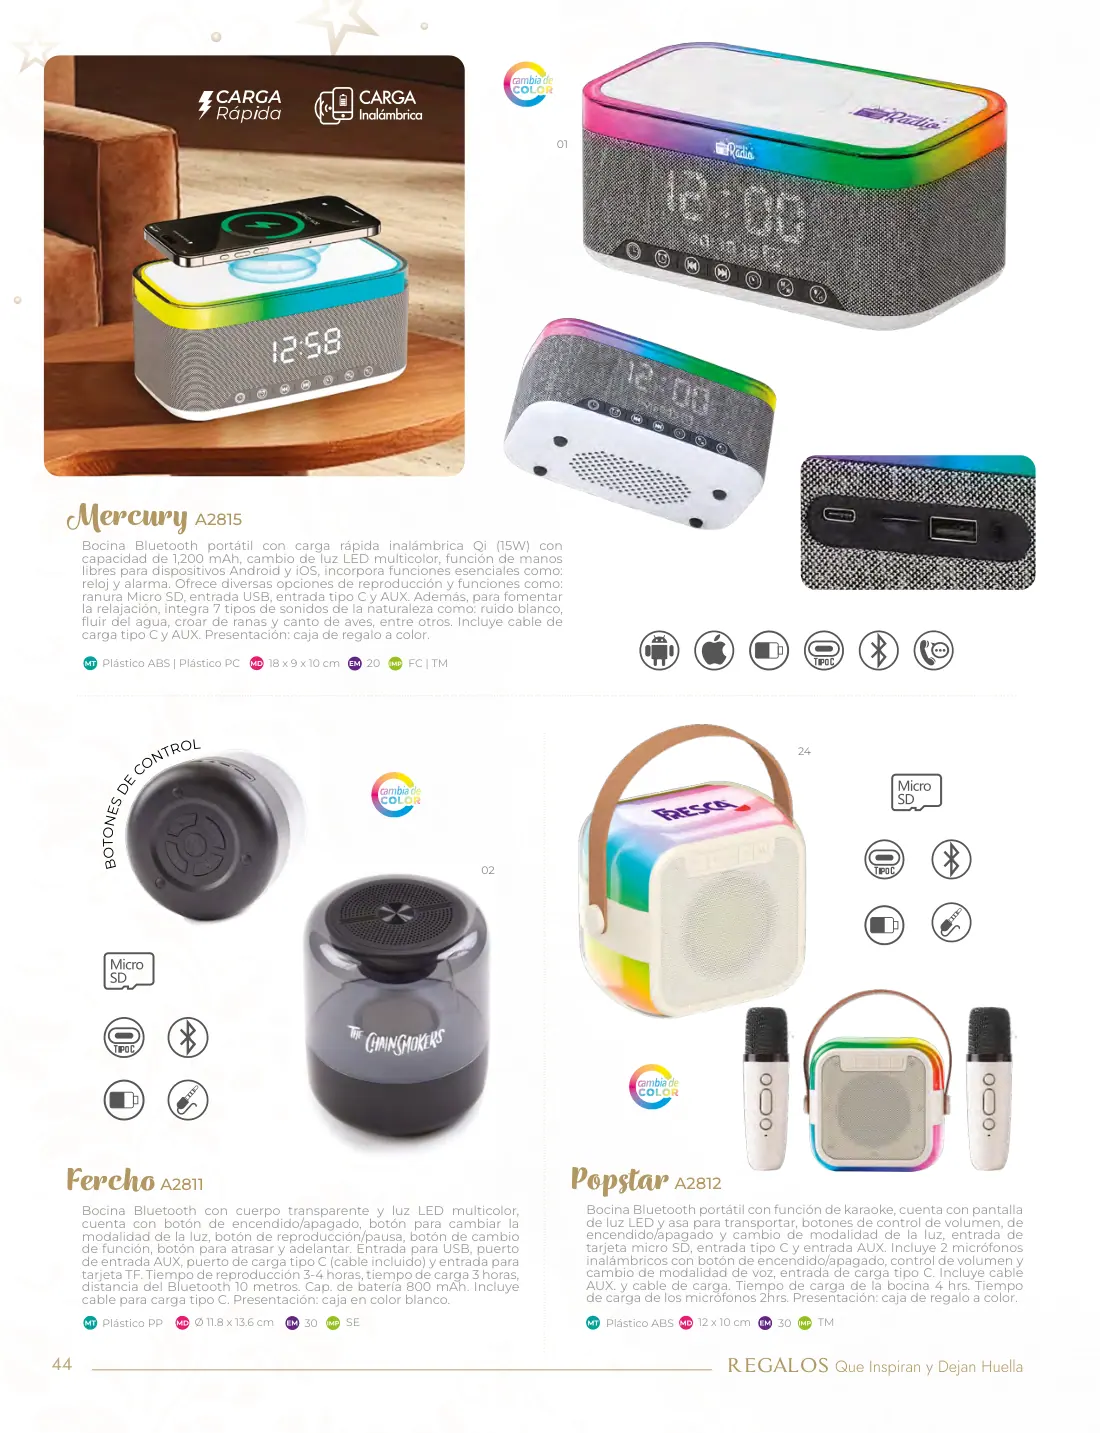 CARGA
Rápida
CARGA
Inalámbrica
12:58
cambia de
COLOR
01
Radio
Radio
12:00
12:00
Mercury A2815
Bocina Bluetooth portátil con carga rápida inalámbrica Qi (15W) con
capacidad de 1,200 mAh, cambio de luz LED multicolor, función de manos
libres para dispositivos Android y iOS, incorpora funciones esenciales como:
reloj y alarma. Ofrece diversas opciones de reproducción y funciones como:
ranura Micro SD, entrada USB, entrada tipo C y AUX. Además, para fomentar
la relajación, integra 7 tipos de sonidos de la naturaleza como: ruido blanco,
fluir del agua, croar de ranas y canto de aves, entre otros. Incluye cable de
carga tipo C y AUX. Presentación: caja de regalo a color.
MT Plástico ABS | Plástico PC MD 18 x 9 x 10 cm EM 20 IMP FC | TM
TIPO C
BOTONES DE CONTROL
cambia de
COLOR
02
Micro
SD
TIPO C
THE CHAINSMOKERS
Fercho A2811
Bocina Bluetooth con cuerpo transparente y luz LED multicolor,
cuenta con botón de encendido/apagado, botón para cambiar la
modalidad de la luz, botón de reproducción/pausa, botón de cambio
de función, botón para atrasar y adelantar. Entrada para USB, puerto
de entrada AUX, puerto de carga tipo C (cable incluido) y entrada para
tarjeta TF. Tiempo de reproducción 3-4 horas, tiempo de carga 3 horas,
distancia del Bluetooth 10 metros. Cap. de batería 800 mAh. Incluye
cable para carga tipo C. Presentación: caja en color blanco.
MT Plástico PP MD Ø 11.8 x 13.6 cm EM 30 IMP SE
24
FRESCA
Micro
SD
TIPO C
cambia de
COLOR
Popstar A2812
Bocina Bluetooth portátil con función de karaoke, cuenta con pantalla
de luz LED y asa para transportar, botones de control de volumen, de
encendido/apagado y cambio de modalidad de la luz, entrada de
tarjeta micro SD, entrada tipo C y entrada AUX. Incluye 2 micrófonos
inalámbricos con botón de encendido/apagado, control de volumen y
cambio de modalidad de voz, entrada de carga tipo C. Incluye cable
AUX. y cable de carga. Tiempo de carga de la bocina 4 hrs. Tiempo
de carga de los micrófonos 2hrs. Presentación: caja de regalo a color.
MT Plástico ABS MD 12 x 10 cm EM 30 IMP TM
44
REGALOS Que Inspiran y Dejan Huella